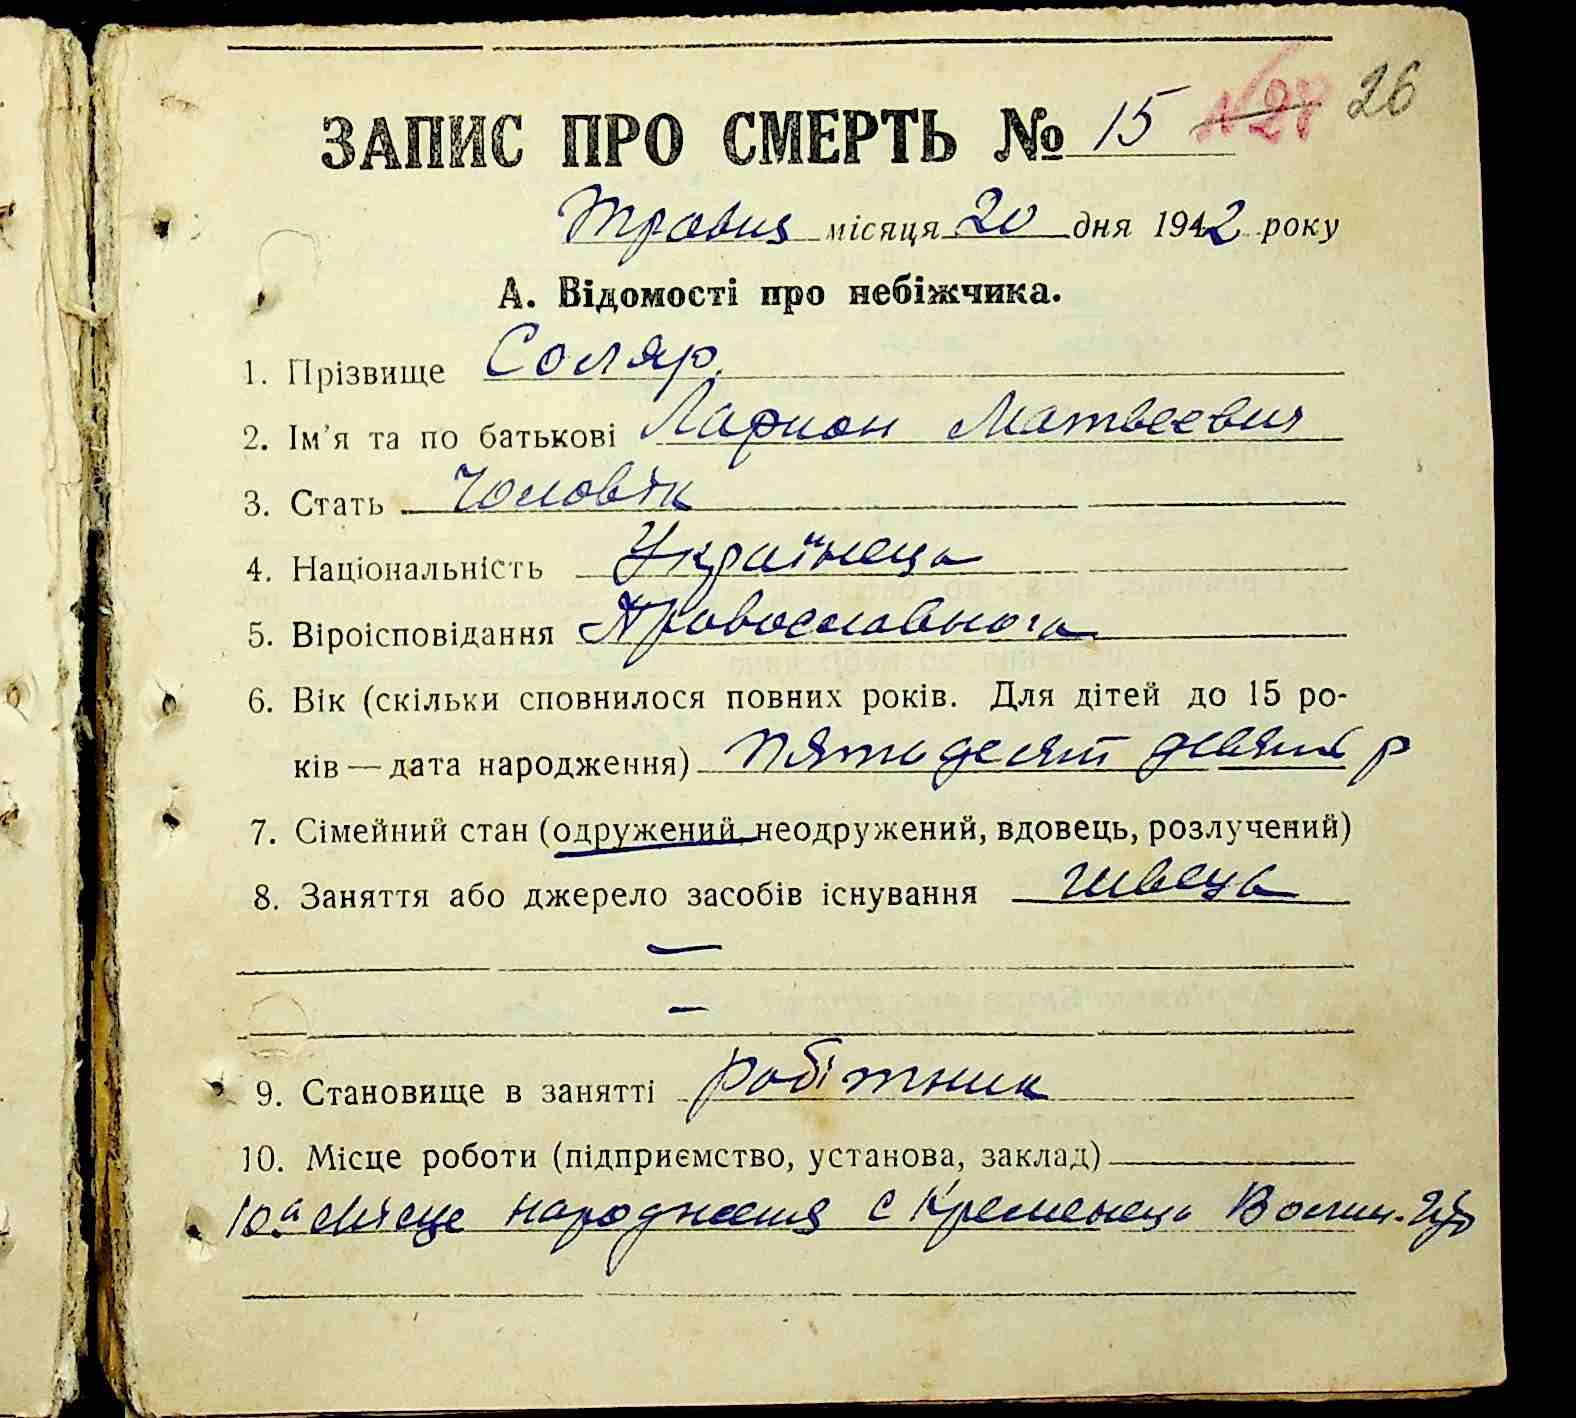 ЗАПИС ПРО СМЕРТЬ № 15 N27 26
Травня місяця 20 дня 1942 року
А. Відомості про небіжчика.
1. Прізвище Соляр
2. Ім'я та по батькові Ларион Матвеевич
3. Стать Чоловік
4. Національність Українець
5. Віроісповідання Православного
6. Вік (скільки сповнилося повних років. Для дітей до 15 ро-
ків — дата народження) пятьдесят девять р
7. Сімейний стан (одружений, неодружений, вдовець, розлучений)
8. Заняття або джерело засобів існування швець
—
—
9. Становище в занятті робітник
10. Місце роботи (підприємство, установа, заклад)
10а місце народження с Кременець Волин. губ